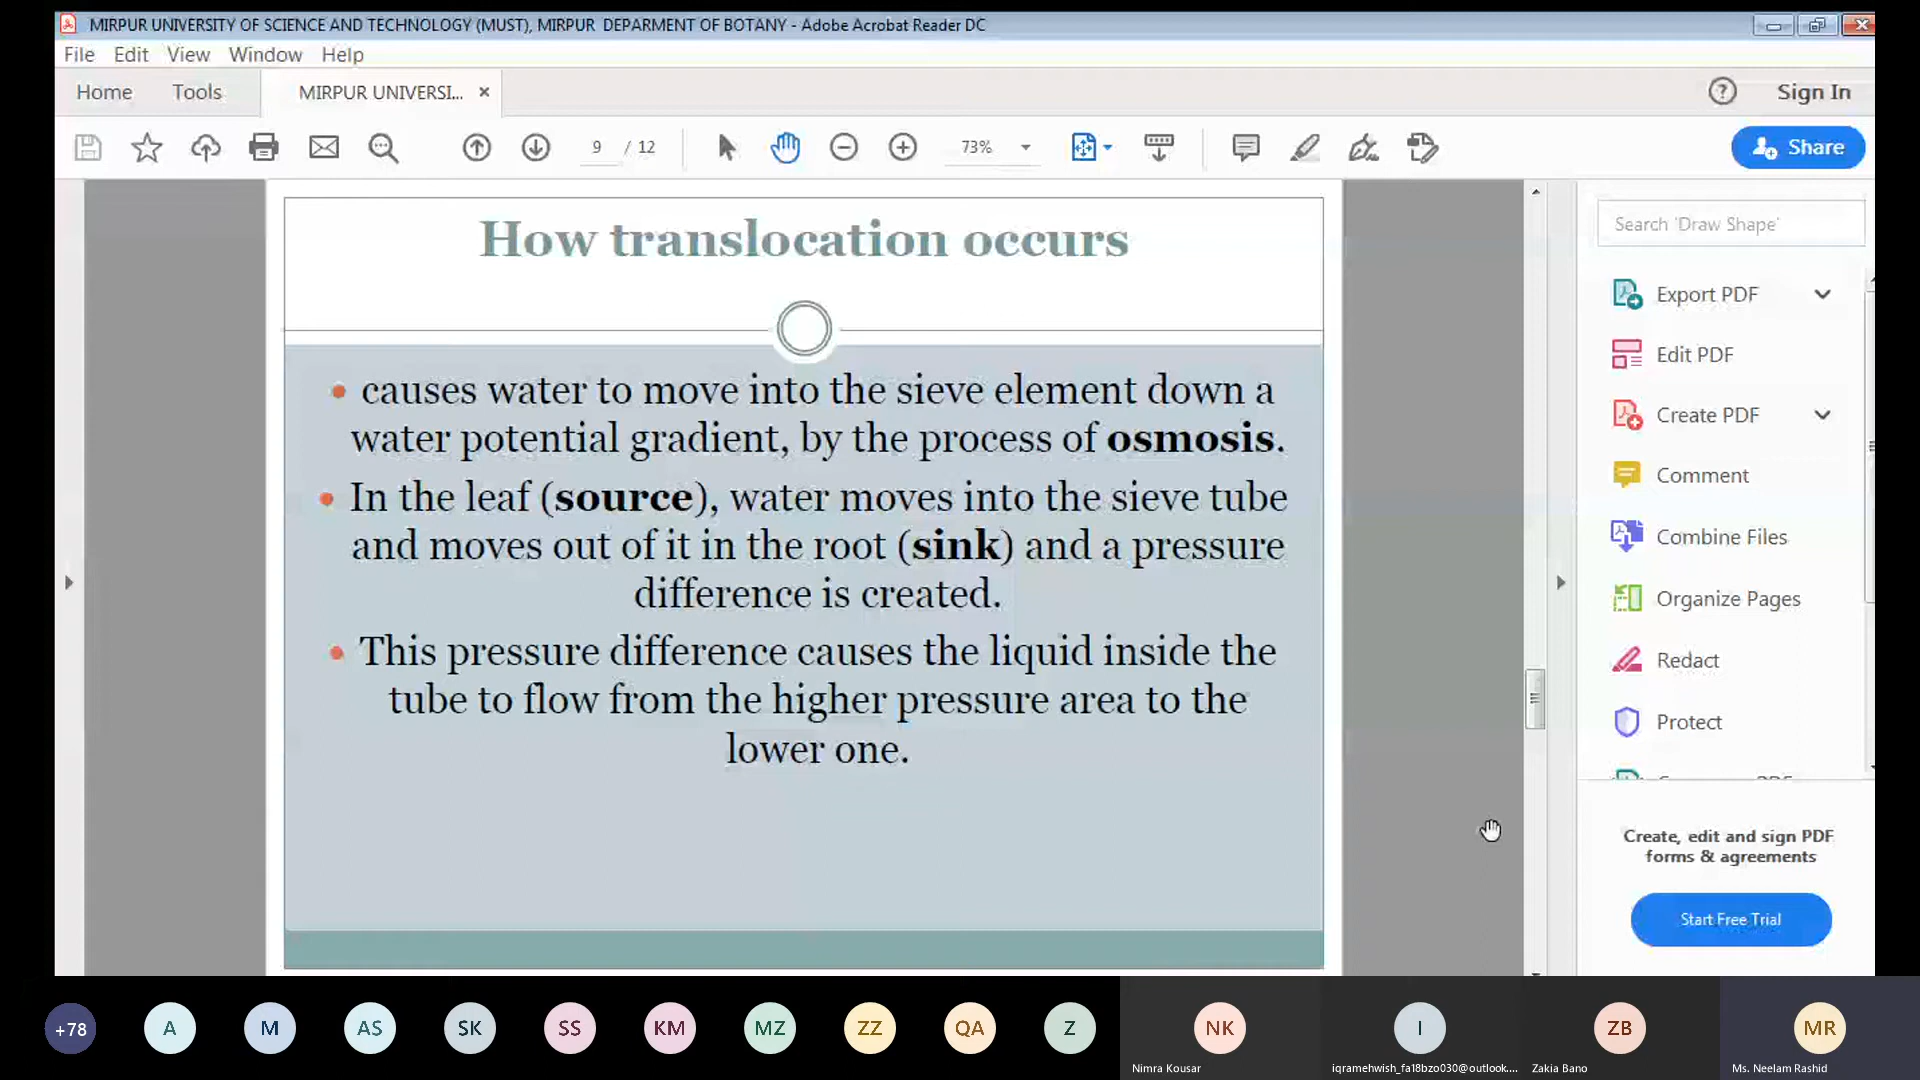 MIRPUR UNIVERSITY OF SCIENCE AND TECHNOLOGY (MUST), MIRPUR  DEPARMENT OF BOTANY - Adobe Acrobat Reader DC
File Edit View Window Help
Home Tools MIRPUR UNIVERSI... Sign In
9 / 12 73% Share
How translocation occurs
• causes water to move into the sieve element down a
water potential gradient, by the process of osmosis.
• In the leaf (source), water moves into the sieve tube
and moves out of it in the root (sink) and a pressure
difference is created.
• This pressure difference causes the liquid inside the
tube to flow from the higher pressure area to the
lower one.
Search 'Draw Shape'
Export PDF
Edit PDF
Create PDF
Comment
Combine Files
Organize Pages
Redact
Protect
Create, edit and sign PDF
forms & agreements
Start Free Trial
+78 A M AS SK SS KM MZ ZZ QA Z NK I ZB MR
Nimra Kousar iqramehwish_fa18bzo030@outlook.... Zakia Bano Ms. Neelam Rashid